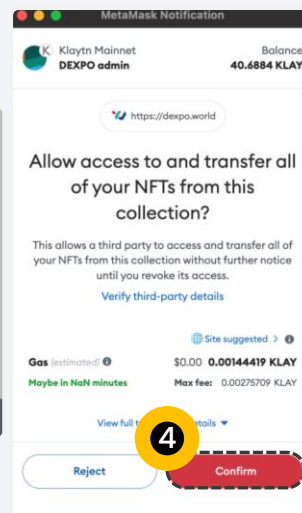 MetaMask Notification
Klaytn Mainnet
Balance
K
DEXPO admin
40.6884 KLAY
https://dexpo.world
Allow access to and transfer all
of your NFTs from this
collection?
This allows a third party to access and transfer all of
your NFTs from this collection without further notice
until you revoke its access.
Verify third-party details
Site suggested >
Gas (estimated) $0.00 0.00144419 KLAY
Maybe in NaN minutes Max fee: 0.00275709 KLAY
View full
4
Reject
Confirm